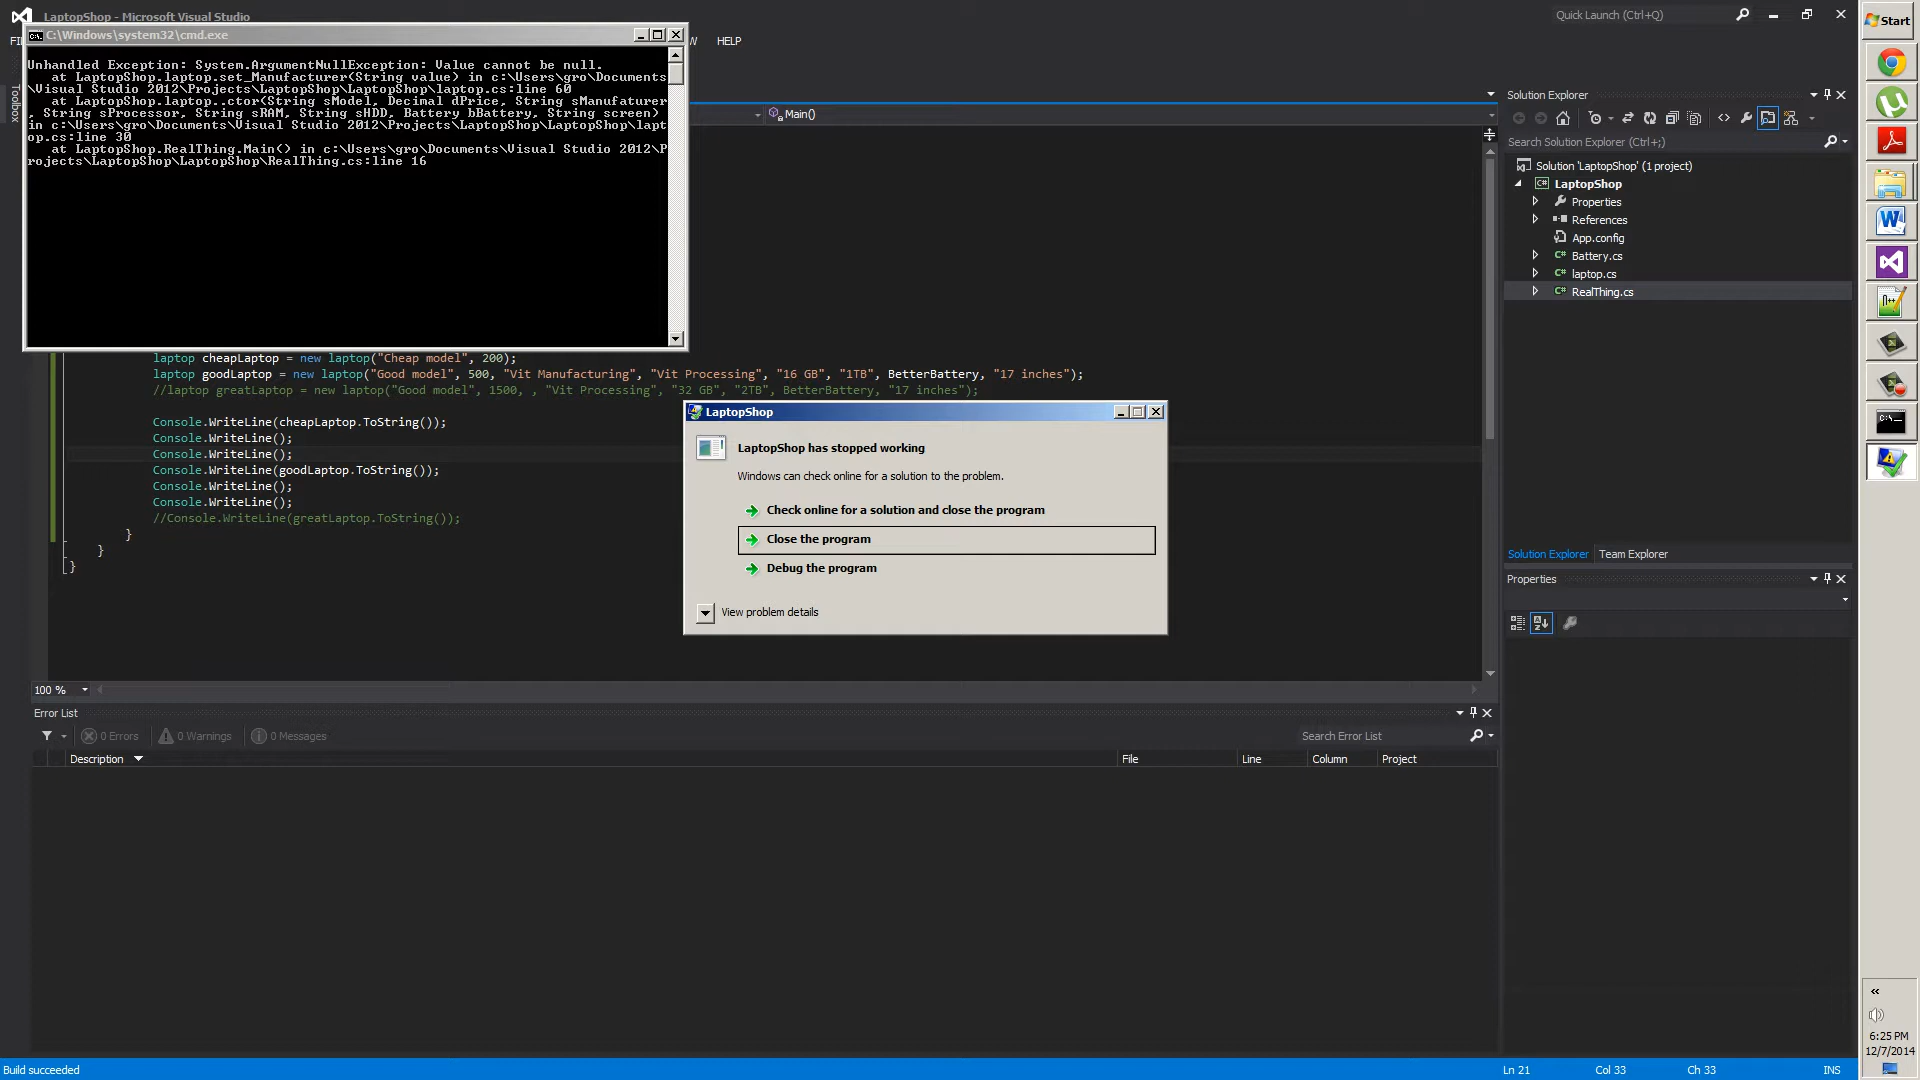 LaptopShop - Microsoft Visual Studio
Quick Launch (Ctrl+Q)
C:\Windows\system32\cmd.exe
FI
W
HELP
Start
Toolbox
Unhandled Exception: System.ArgumentNullException: Value cannot be null.
at LaptopShop.laptop.set_Manufacturer(String value) in c:\Users\gro\Documents
\Visual Studio 2012\Projects\LaptopShop\LaptopShop\laptop.cs:line 60
at LaptopShop.laptop..ctor(String sModel, Decimal dPrice, String sManufaturer
, String sProcessor, String sRAM, String sHDD, Battery bBattery, String screen)
in c:\Users\gro\Documents\Visual Studio 2012\Projects\LaptopShop\LaptopShop\lapt
op.cs:line 30
at LaptopShop.RealThing.Main() in c:\Users\gro\Documents\Visual Studio 2012\P
rojects\LaptopShop\LaptopShop\RealThing.cs:line 16
Main()
laptop cheapLaptop = new laptop("Cheap model", 200);
laptop goodLaptop = new laptop("Good model", 500, "Vit Manufacturing", "Vit Processing", "16 GB", "1TB", BetterBattery, "17 inches");
//laptop greatLaptop = new laptop("Good model", 1500, , "Vit Processing", "32 GB", "2TB", BetterBattery, "17 inches");
Console.WriteLine(cheapLaptop.ToString());
Console.WriteLine();
Console.WriteLine();
Console.WriteLine(goodLaptop.ToString());
Console.WriteLine();
Console.WriteLine();
//Console.WriteLine(greatLaptop.ToString());
}
}
}
LaptopShop
LaptopShop has stopped working
Windows can check online for a solution to the problem.
Check online for a solution and close the program
Close the program
Debug the program
View problem details
Solution Explorer
Search Solution Explorer (Ctrl+;)
Solution 'LaptopShop' (1 project)
C# LaptopShop
Properties
References
App.config
C# Battery.cs
C# laptop.cs
C# RealThing.cs
Solution Explorer
Team Explorer
Properties
100 %
Error List
0 Errors
0 Warnings
0 Messages
Search Error List
Description
File
Line
Column
Project
Build succeeded
Ln 21
Col 33
Ch 33
INS
6:25 PM
12/7/2014